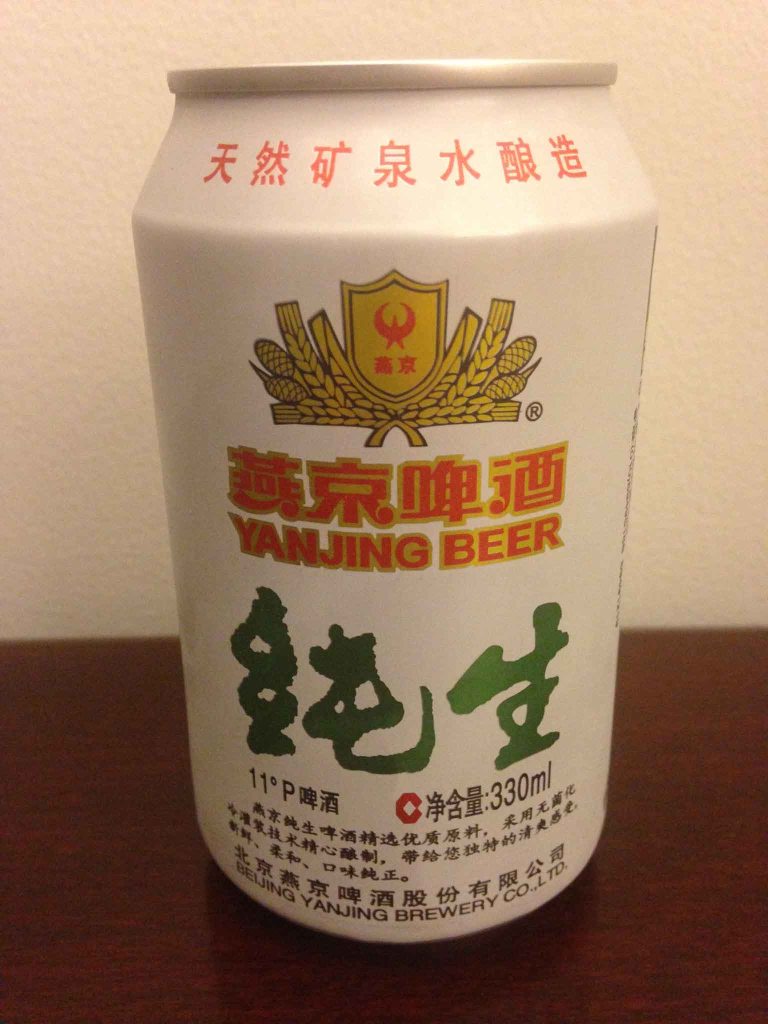 天然矿泉水酿造
燕京
®
燕京啤酒
YANJING BEER
纯生
11°P啤酒
净含量:330ml
燕京纯生啤酒精选优质原料，采用无菌化
冷灌装技术精心酿制，带给您独特的清爽感受，
新鲜、柔和、口味纯正。
北京燕京啤酒股份有限公司
BEIJING YANJING BREWERY CO.,LTD.